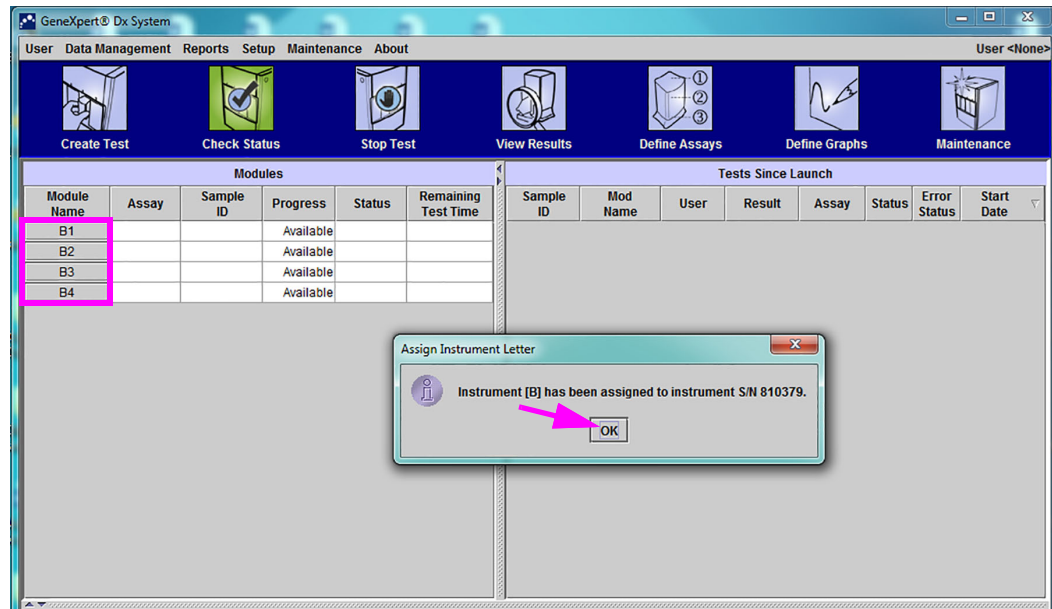 GeneXpert® Dx System
User Data Management Reports Setup Maintenance About User <None>
① ② ③
Create Test Check Status Stop Test View Results Define Assays Define Graphs Maintenance
Modules
Module Name Assay Sample ID Progress Status Remaining Test Time
B1 Available
B2 Available
B3 Available
B4 Available
Tests Since Launch
Sample ID Mod Name User Result Assay Status Error Status Start Date
Assign Instrument Letter
Instrument [B] has been assigned to instrument S/N 810379.
OK